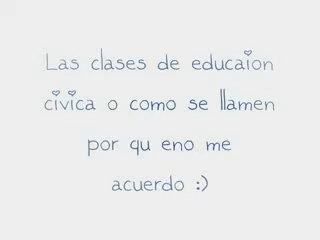 Las clases de educaion
civica o como se llamen
por qu eno me
acuerdo :)